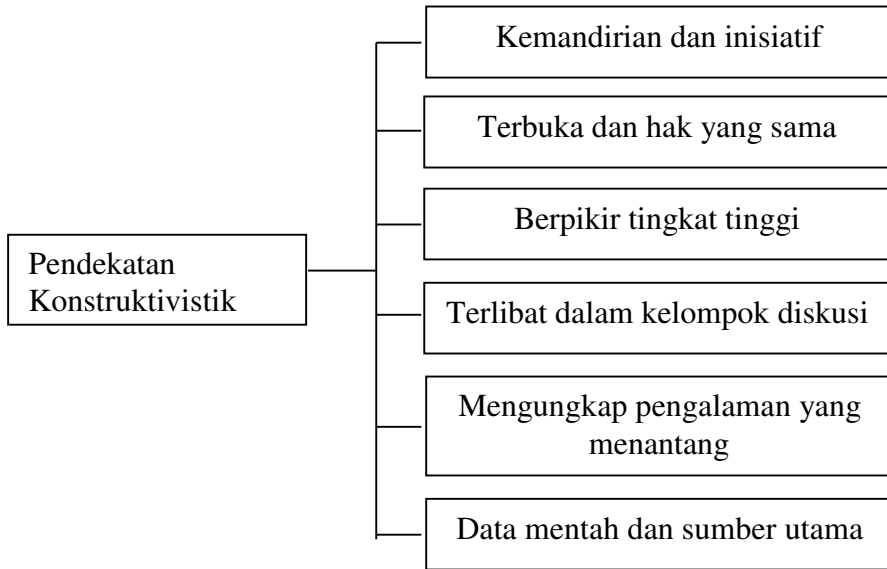 Kemandirian dan inisiatif
Terbuka dan hak yang sama
Berpikir tingkat tinggi
Pendekatan
Konstruktivistik
Terlibat dalam kelompok diskusi
Mengungkap pengalaman yang
menantang
Data mentah dan sumber utama